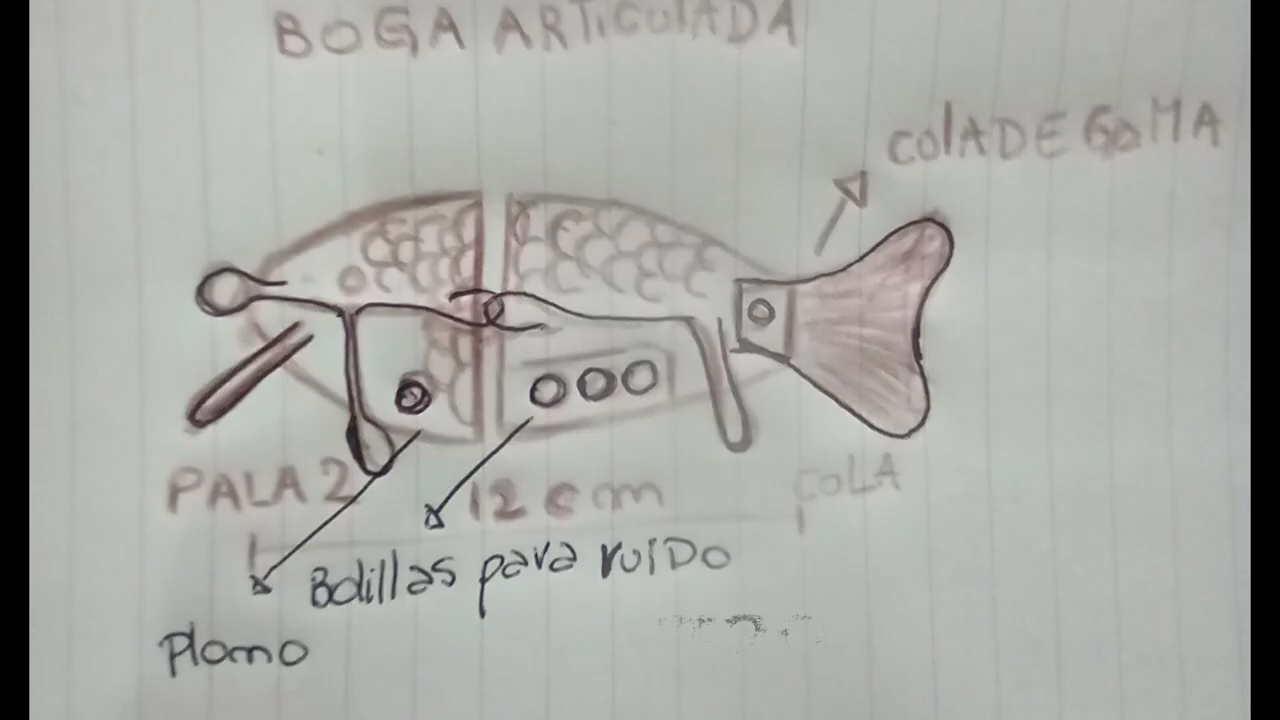 BOGA ARTICULADA
COLA DE GOMA
PALA 2
12 cm
COLA
Bolillas para ruido
Plomo